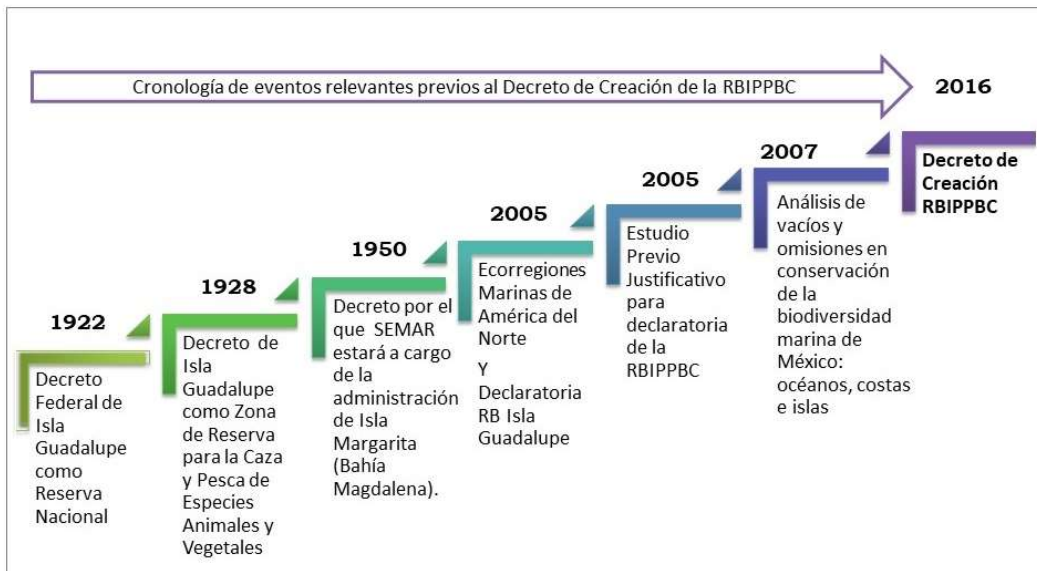 Cronología de eventos relevantes previos al Decreto de Creación de la RBIPPBC
1922
Decreto
Federal de
Isla
Guadalupe
como
Reserva
Nacional
1928
Decreto de
Isla
Guadalupe
como Zona
de Reserva
para la Caza
y Pesca de
Especies
Animales y
Vegetales
1950
Decreto por el
que SEMAR
estará a cargo
de la
administración
de Isla
Margarita
(Bahía
Magdalena).
2005
Ecorregiones
Marinas de
América del
Norte
Y
Declaratoria
RB Isla
Guadalupe
2005
Estudio
Previo
Justificativo
para
declaratoria
de la
RBIPPBC
2007
Análisis de
vacíos y
omisiones en
conservación
de la
biodiversidad
marina de
México:
océanos, costas
e islas
2016
Decreto de
Creación
RBIPPBC